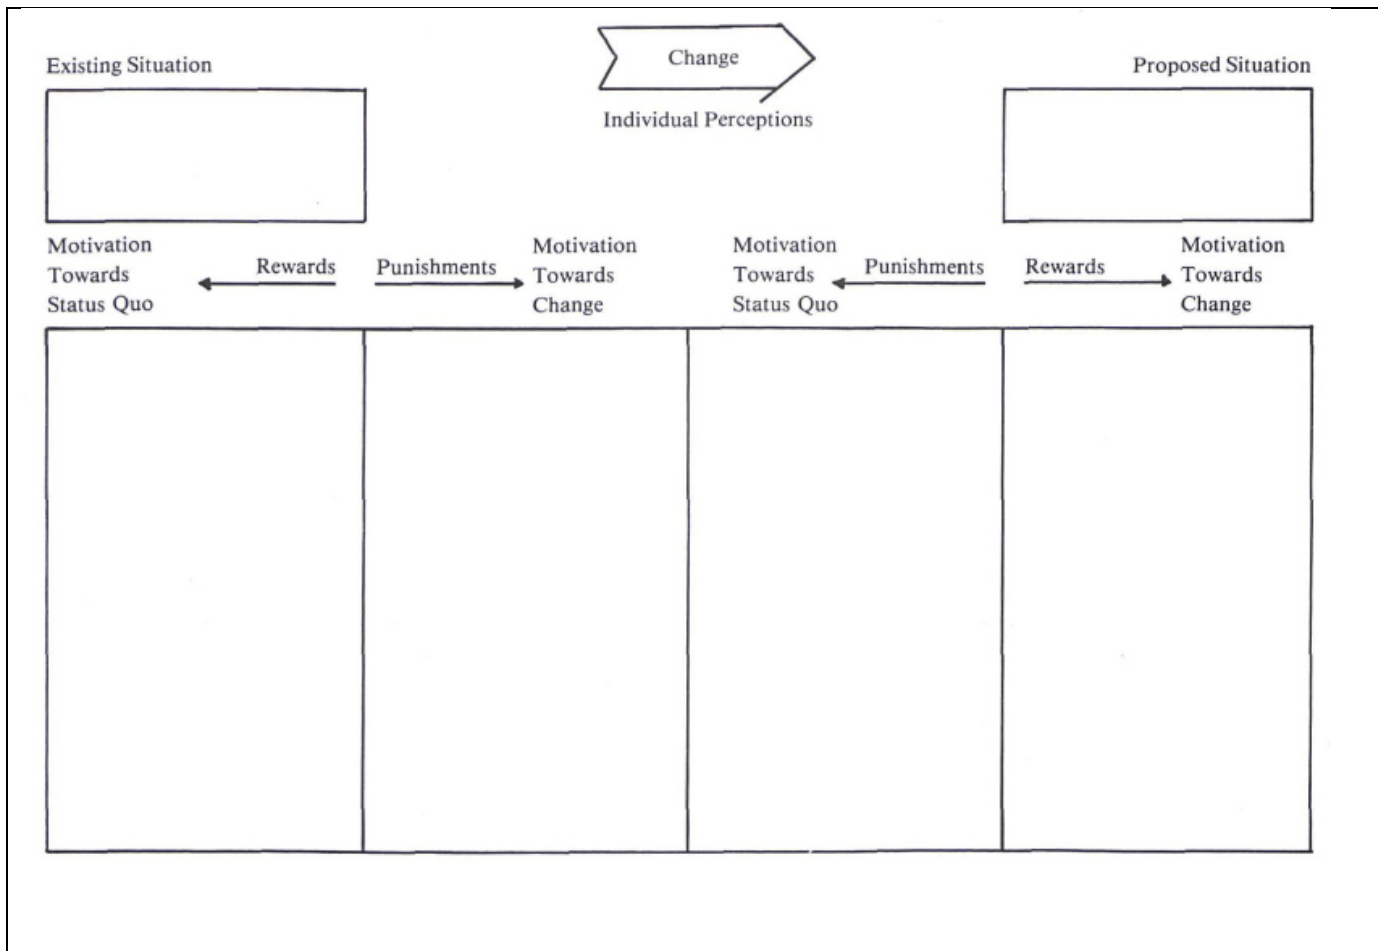 Change
Existing Situation
Proposed Situation
Individual Perceptions
Motivation
Towards
Status Quo
Rewards
Punishments
Motivation
Towards
Change
Motivation
Towards
Status Quo
Punishments
Rewards
Motivation
Towards
Change